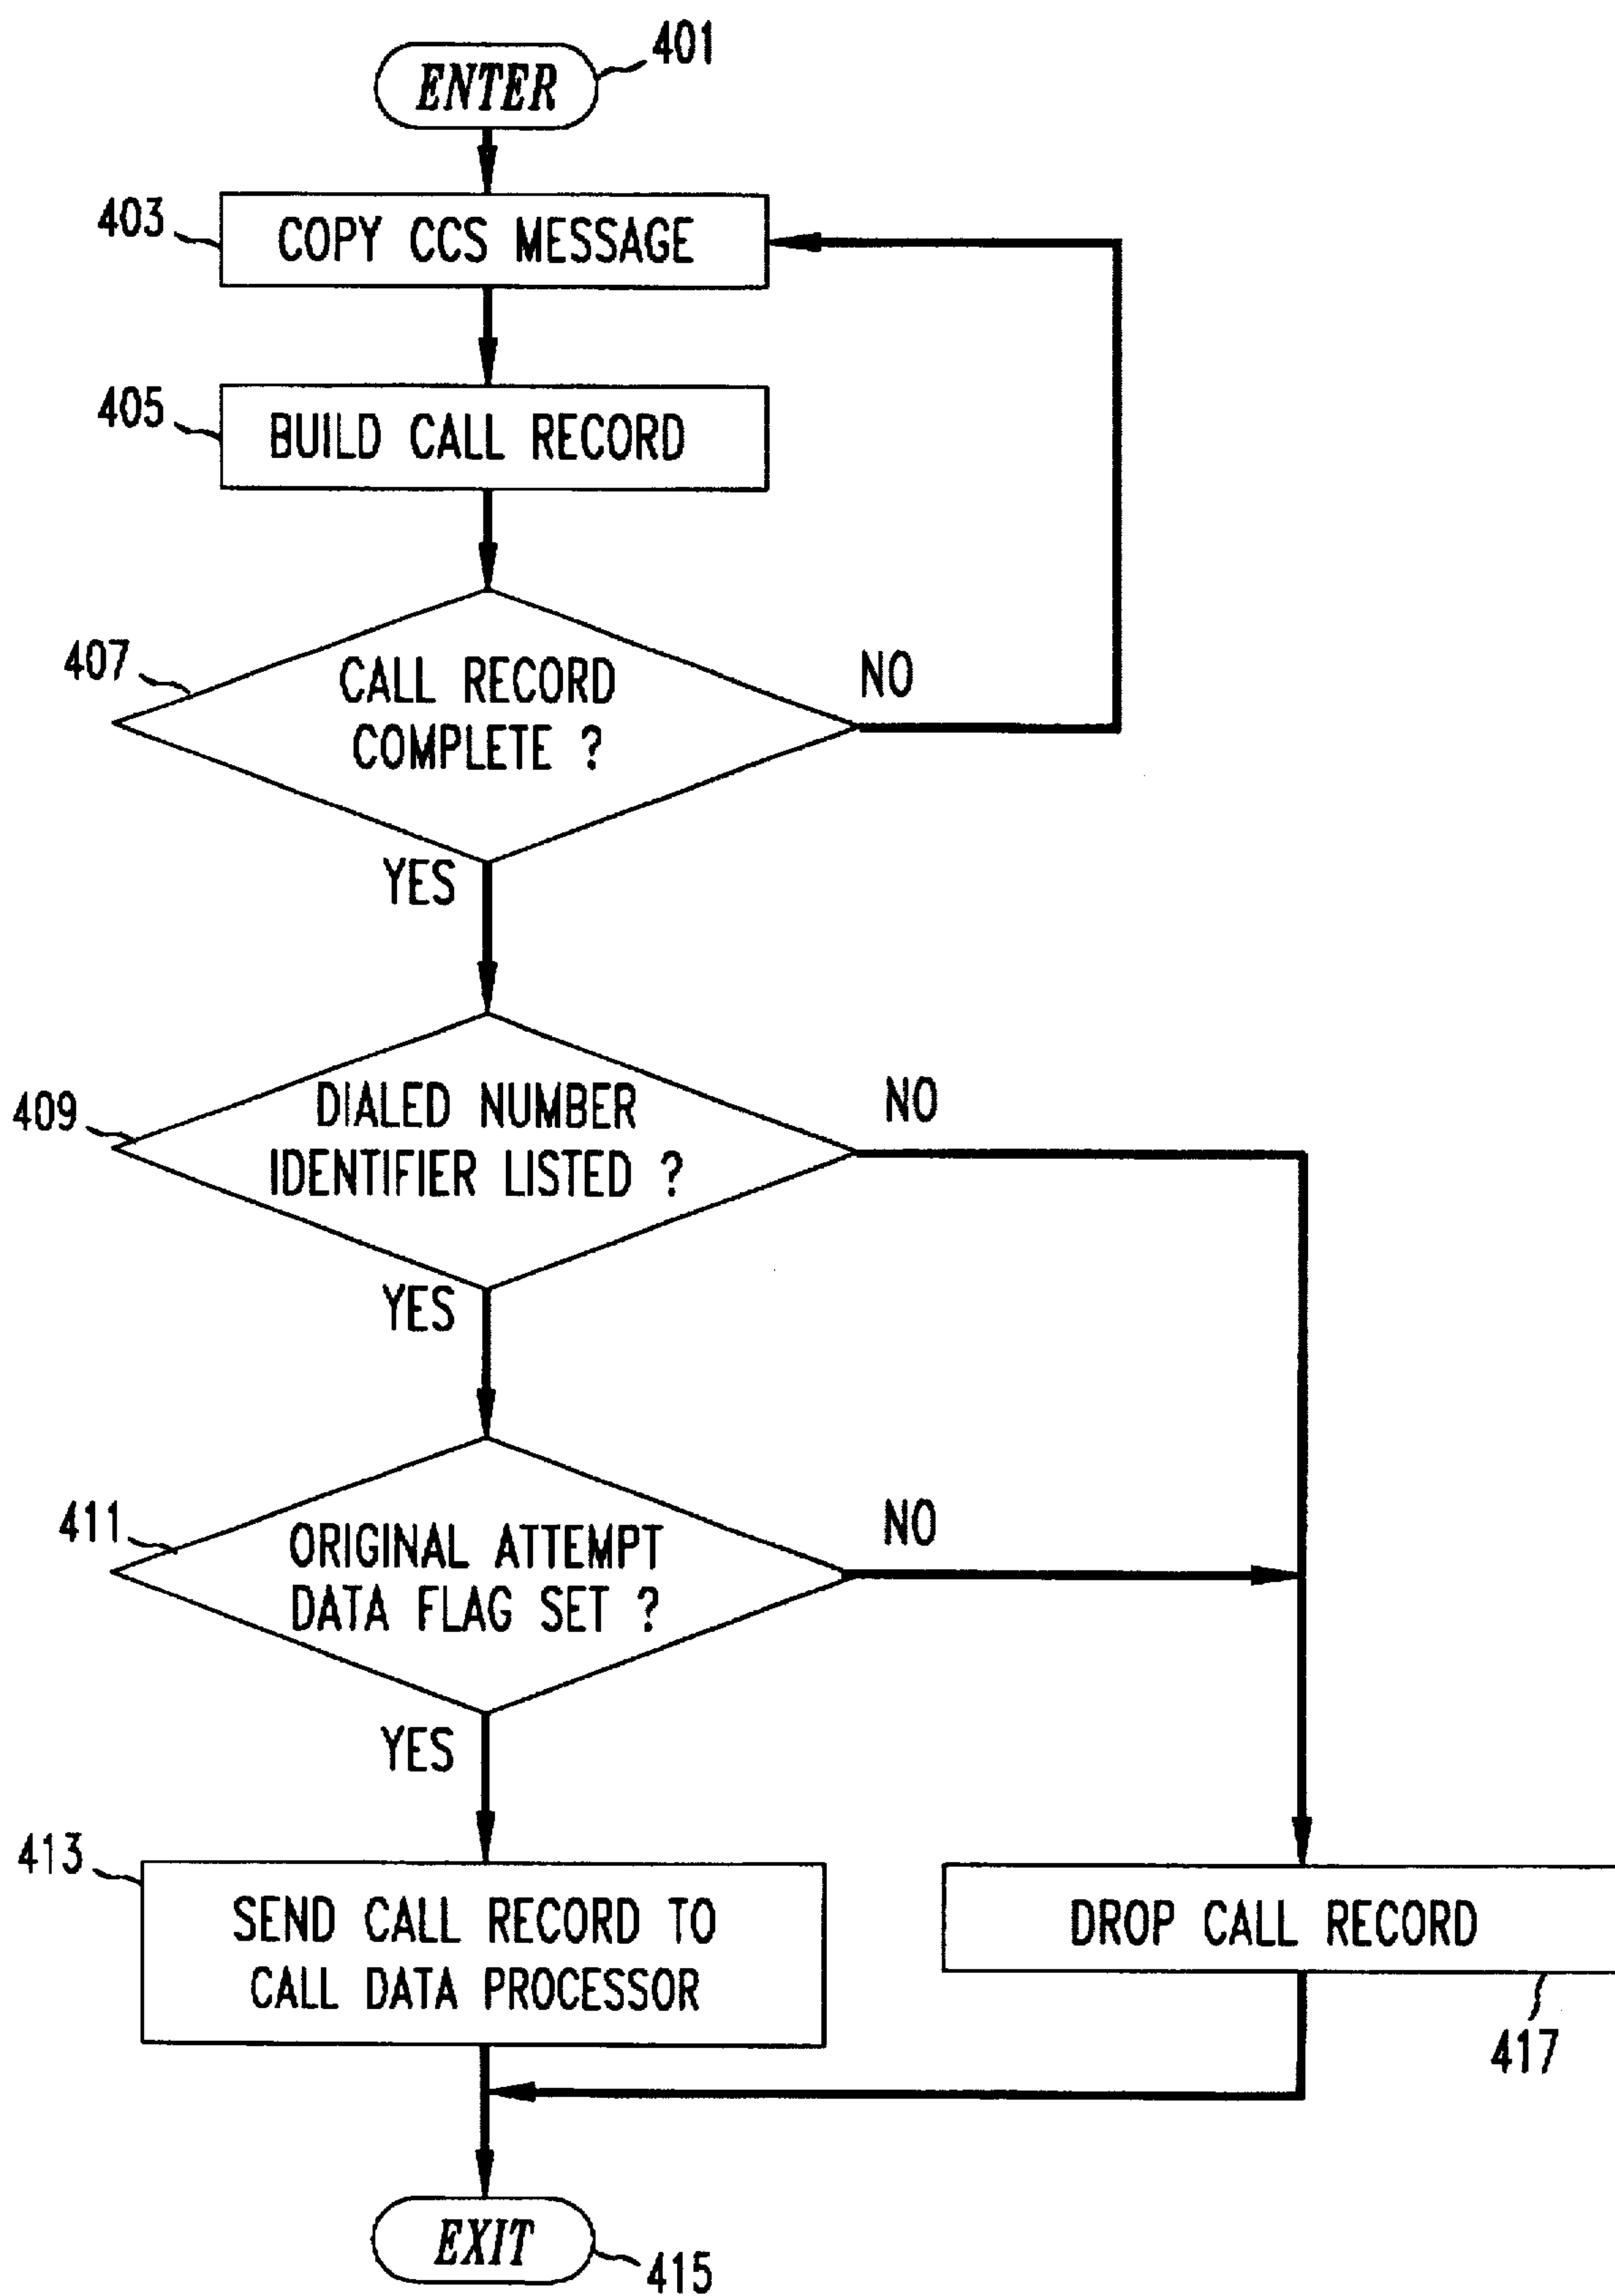 401
ENTER
403
COPY CCS MESSAGE
405
BUILD CALL RECORD
407
CALL RECORD
COMPLETE ?
NO
YES
409
DIALED NUMBER
IDENTIFIER LISTED ?
NO
YES
411
ORIGINAL ATTEMPT
DATA FLAG SET ?
NO
YES
413
SEND CALL RECORD TO
CALL DATA PROCESSOR
DROP CALL RECORD
417
EXIT
415